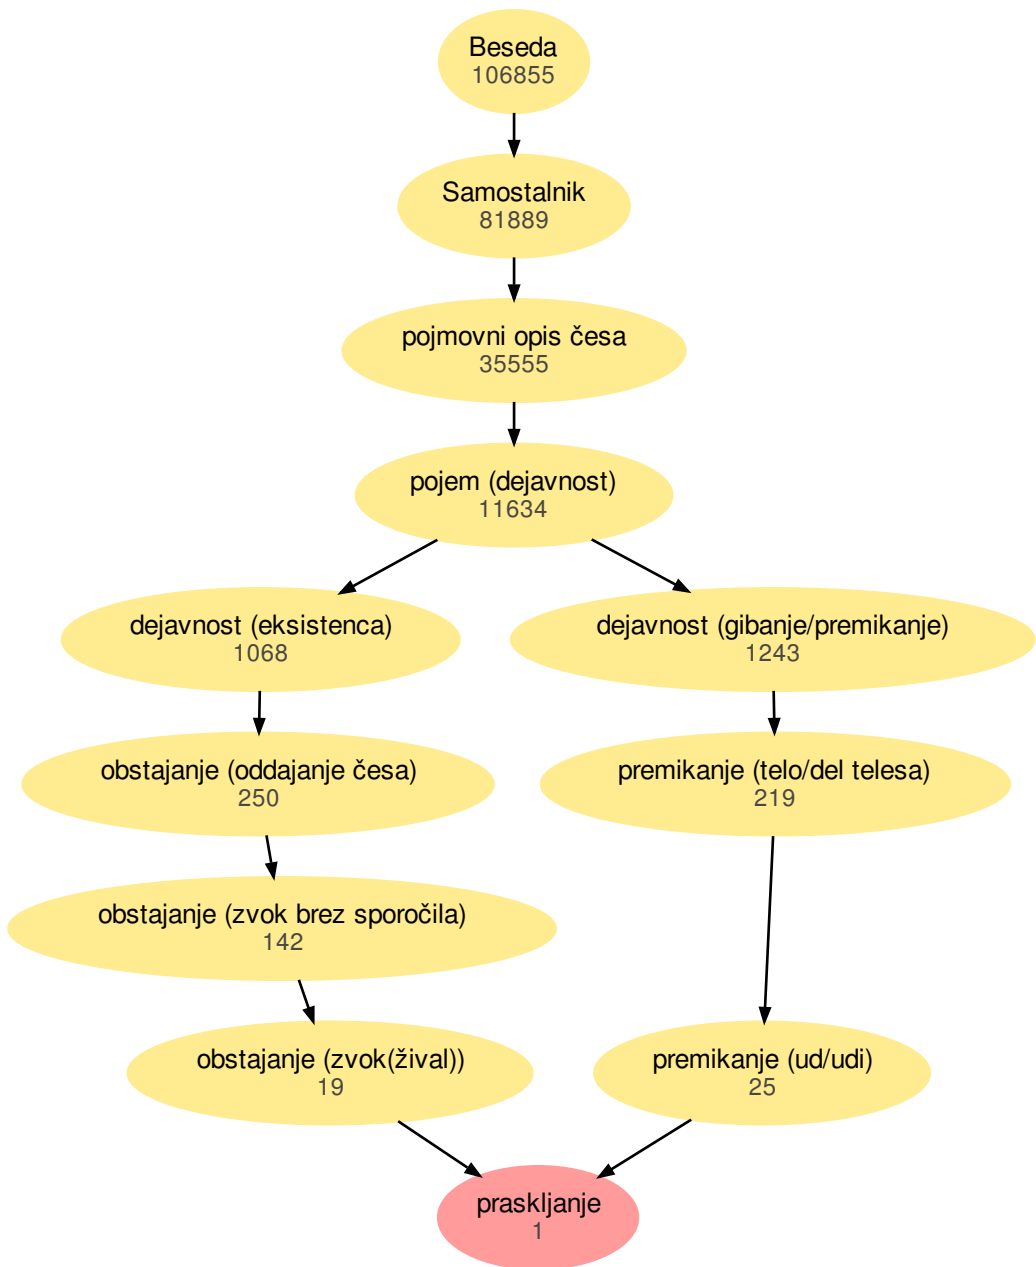 Beseda
106855
Samostalnik
81889
pojmovni opis česa
35555
pojem (dejavnost)
11634
dejavnost (eksistenca)
1068
dejavnost (gibanje/premikanje)
1243
obstajanje (oddajanje česa)
250
premikanje (telo/del telesa)
219
obstajanje (zvok brez sporočila)
142
obstajanje (zvok(žival))
19
premikanje (ud/udi)
25
praskljanje
1